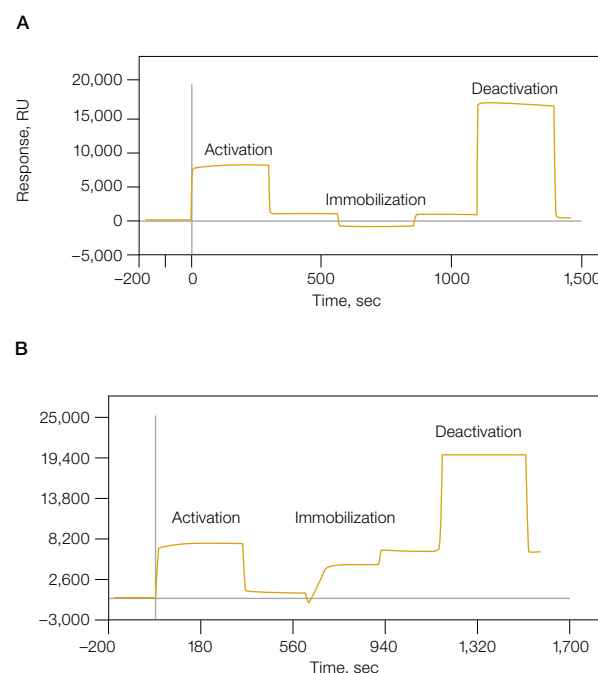 A
Response, RU
20,000
15,000
10,000
5,000
0
−5,000
Activation
Immobilization
Deactivation
−200
0
500
1000
1,500
Time, sec
B
25,000
19,400
13,800
8,200
2,600
−3,000
Activation
Immobilization
Deactivation
−200
180
560
940
1,320
1,700
Time, sec